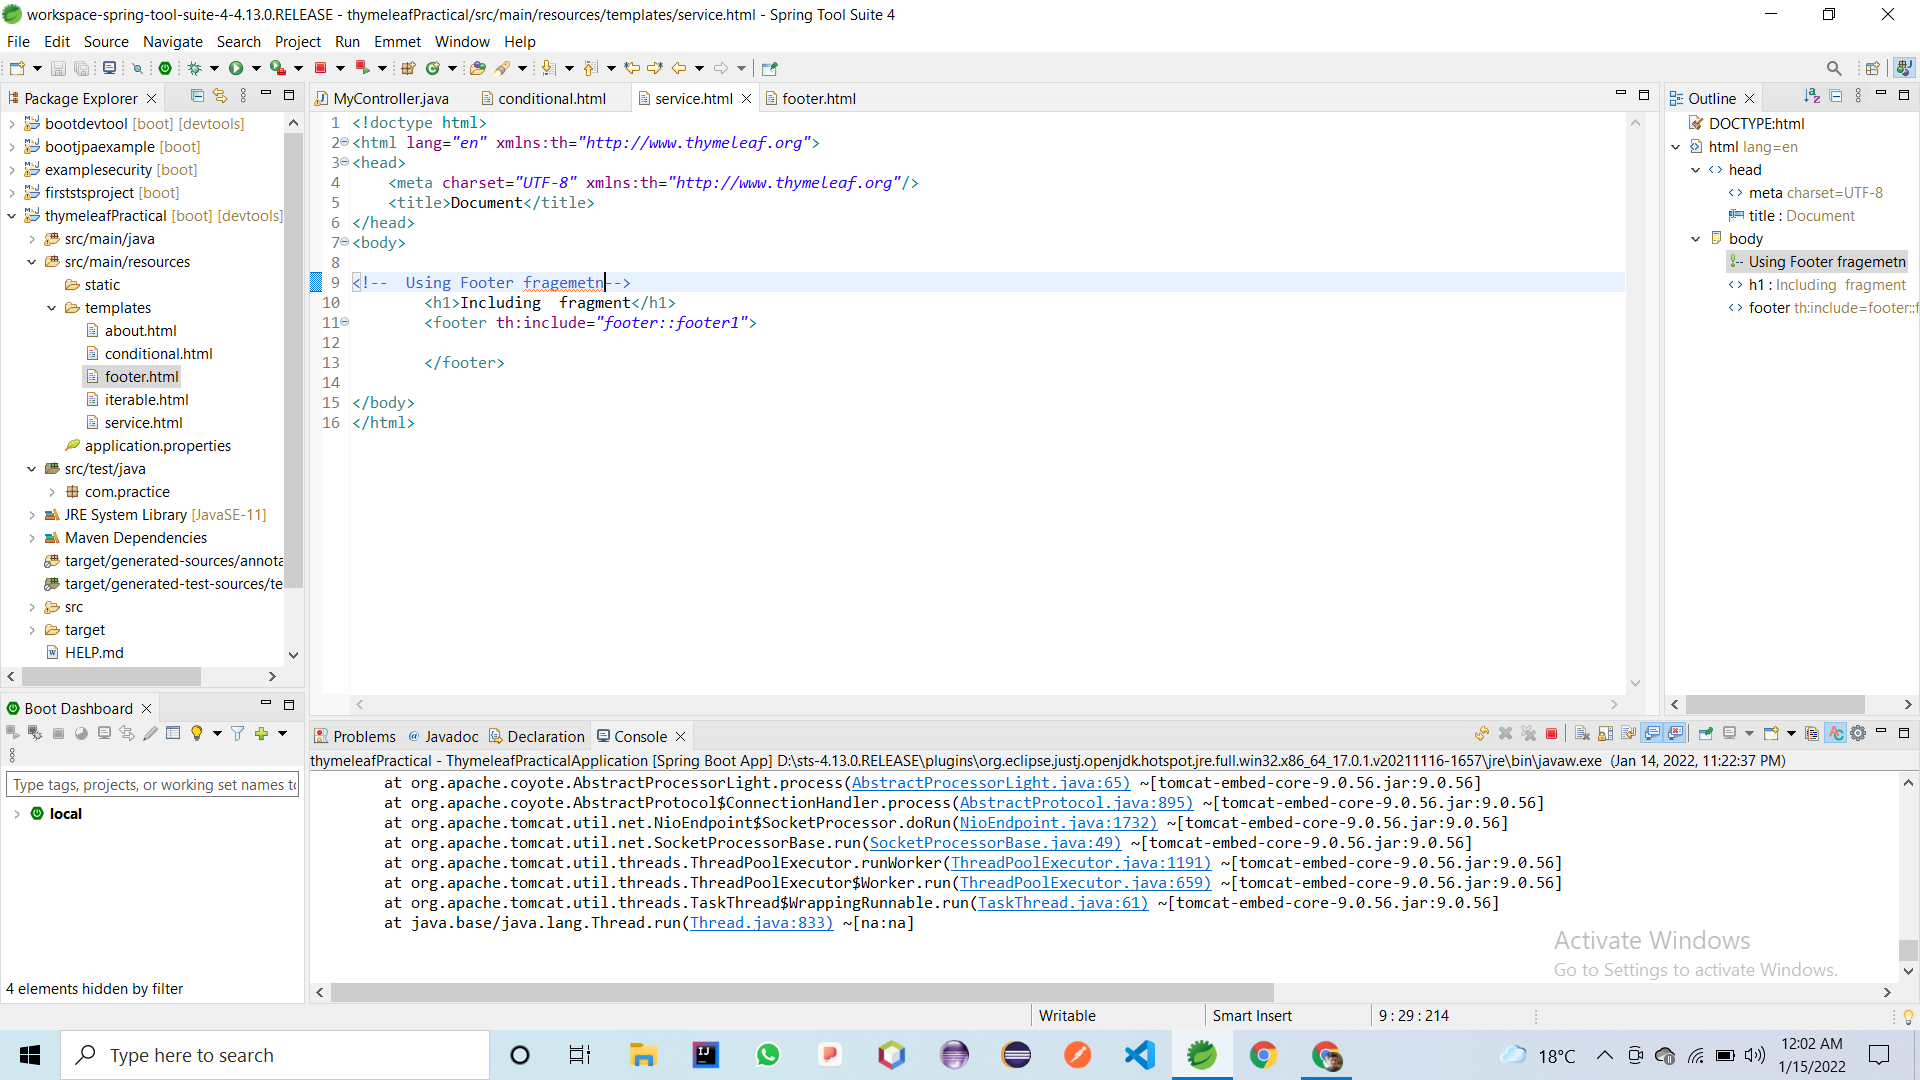 workspace-spring-tool-suite-4-4.13.0.RELEASE - thymeleafPractical/src/main/resources/templates/service.html - Spring Tool Suite 4
File Edit Source Navigate Search Project Run Emmet Window Help
Package Explorer
bootdevtool [boot] [devtools]
bootjpaexample [boot]
examplesecurity [boot]
firststsproject [boot]
thymeleafPractical [boot] [devtools]
src/main/java
src/main/resources
static
templates
about.html
conditional.html
footer.html
iterable.html
service.html
application.properties
src/test/java
com.practice
JRE System Library [JavaSE-11]
Maven Dependencies
target/generated-sources/annota
target/generated-test-sources/te
src
target
HELP.md
MyController.java conditional.html service.html footer.html
1 <!doctype html>
2 <html lang="en" xmlns:th="http://www.thymeleaf.org">
3 <head>
4 <meta charset="UTF-8" xmlns:th="http://www.thymeleaf.org"/>
5 <title>Document</title>
6 </head>
7 <body>
8
9 <!-- Using Footer fragemetn-->
10 <h1>Including  fragment</h1>
11 <footer th:include="footer::footer1">
12
13 </footer>
14
15 </body>
16 </html>
Outline
DOCTYPE:html
html lang=en
head
meta charset=UTF-8
title : Document
body
Using Footer fragemetn
h1 : Including  fragment
footer th:include=footer::f
Boot Dashboard
Type tags, projects, or working set names t
local
4 elements hidden by filter
Problems Javadoc Declaration Console
thymeleafPractical - ThymeleafPracticalApplication [Spring Boot App] D:\sts-4.13.0.RELEASE\plugins\org.eclipse.justj.openjdk.hotspot.jre.full.win32.x86_64_17.0.1.v20211116-1657\jre\bin\javaw.exe (Jan 14, 2022, 11:22:37 PM)
at org.apache.coyote.AbstractProcessorLight.process(AbstractProcessorLight.java:65) ~[tomcat-embed-core-9.0.56.jar:9.0.56]
at org.apache.coyote.AbstractProtocol$ConnectionHandler.process(AbstractProtocol.java:895) ~[tomcat-embed-core-9.0.56.jar:9.0.56]
at org.apache.tomcat.util.net.NioEndpoint$SocketProcessor.doRun(NioEndpoint.java:1732) ~[tomcat-embed-core-9.0.56.jar:9.0.56]
at org.apache.tomcat.util.net.SocketProcessorBase.run(SocketProcessorBase.java:49) ~[tomcat-embed-core-9.0.56.jar:9.0.56]
at org.apache.tomcat.util.threads.ThreadPoolExecutor.runWorker(ThreadPoolExecutor.java:1191) ~[tomcat-embed-core-9.0.56.jar:9.0.56]
at org.apache.tomcat.util.threads.ThreadPoolExecutor$Worker.run(ThreadPoolExecutor.java:659) ~[tomcat-embed-core-9.0.56.jar:9.0.56]
at org.apache.tomcat.util.threads.TaskThread$WrappingRunnable.run(TaskThread.java:61) ~[tomcat-embed-core-9.0.56.jar:9.0.56]
at java.base/java.lang.Thread.run(Thread.java:833) ~[na:na]
Activate Windows
Go to Settings to activate Windows.
Writable Smart Insert 9 : 29 : 214
Type here to search
18°C
12:02 AM
1/15/2022